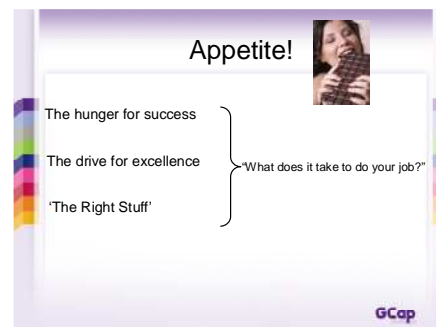 Appetite!
The hunger for success
The drive for excellence
"What does it take to do your job?"
‘The Right Stuff’
GCap